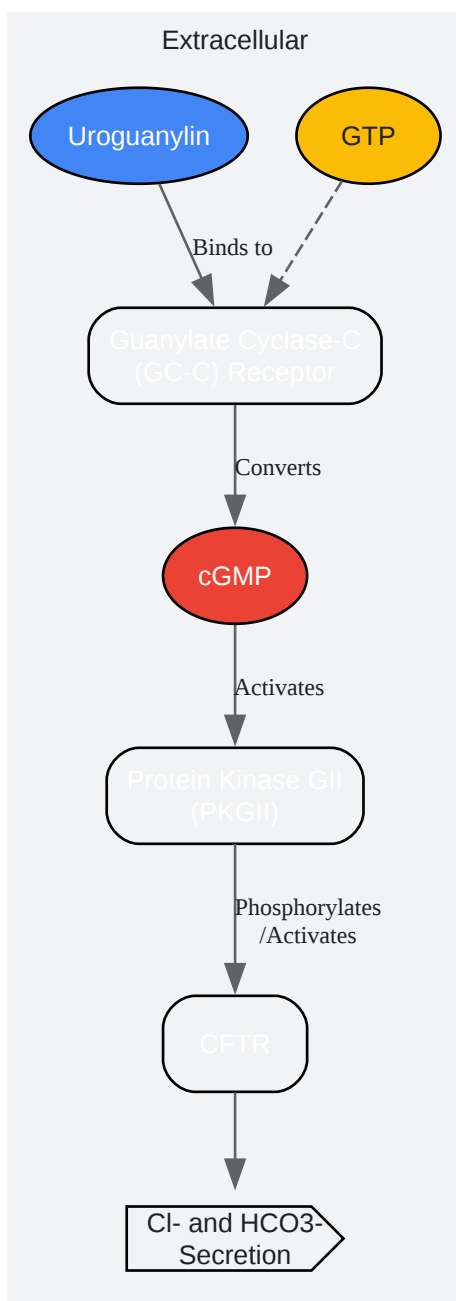 Extracellular
Uroguanylin
GTP
Binds to
Guanylate Cyclase-C
(GC-C) Receptor
Converts
cGMP
Activates
Protein Kinase GII
(PKGII)
Phosphorylates
/Activates
CFTR
Cl- and HCO3-
Secretion